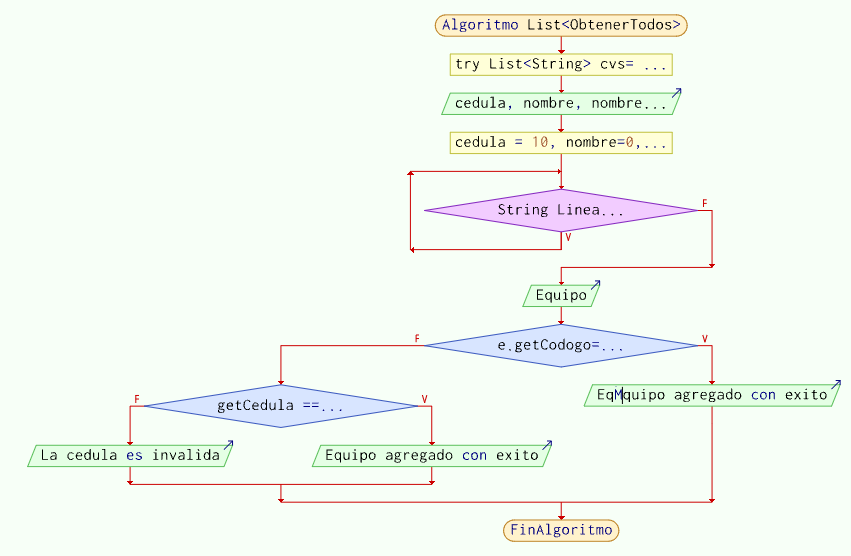 Algoritmo List<ObtenerTodos>
try List<String> cvs= ...
cedula, nombre, nombre...
cedula = 10, nombre=0,...
String Linea...
F
V
Equipo
e.getCodogo=...
F
V
getCedula ==...
F
V
EqMquipo agregado con exito
La cedula es invalida
Equipo agregado con exito
FinAlgoritmo